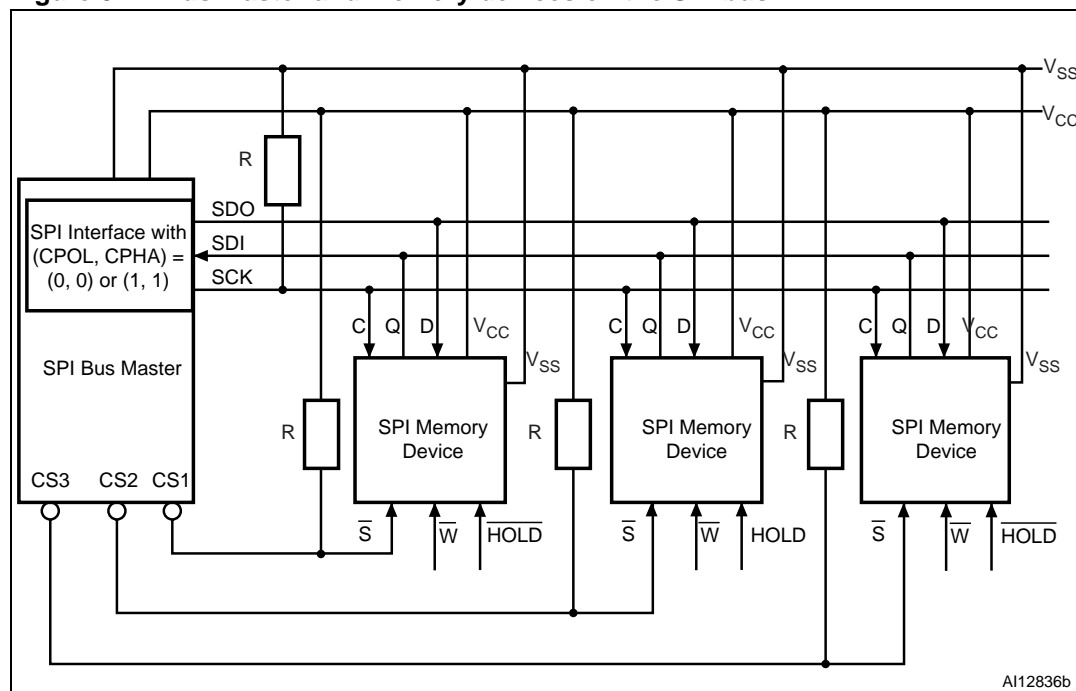 VSS
VCC
R
SDO
SPI Interface with
(CPOL, CPHA) =
(0, 0) or (1, 1)
SDI
SCK
SPI Bus Master
C Q D VCC VSS
C Q D VCC VSS
C Q D VCC VSS
R
SPI Memory
Device
R
SPI Memory
Device
R
SPI Memory
Device
CS3 CS2 CS1
S̅ W̅ H̅O̅L̅D̅
S̅ W̅ HOLD
S̅ W̅ H̅O̅L̅D̅
AI12836b